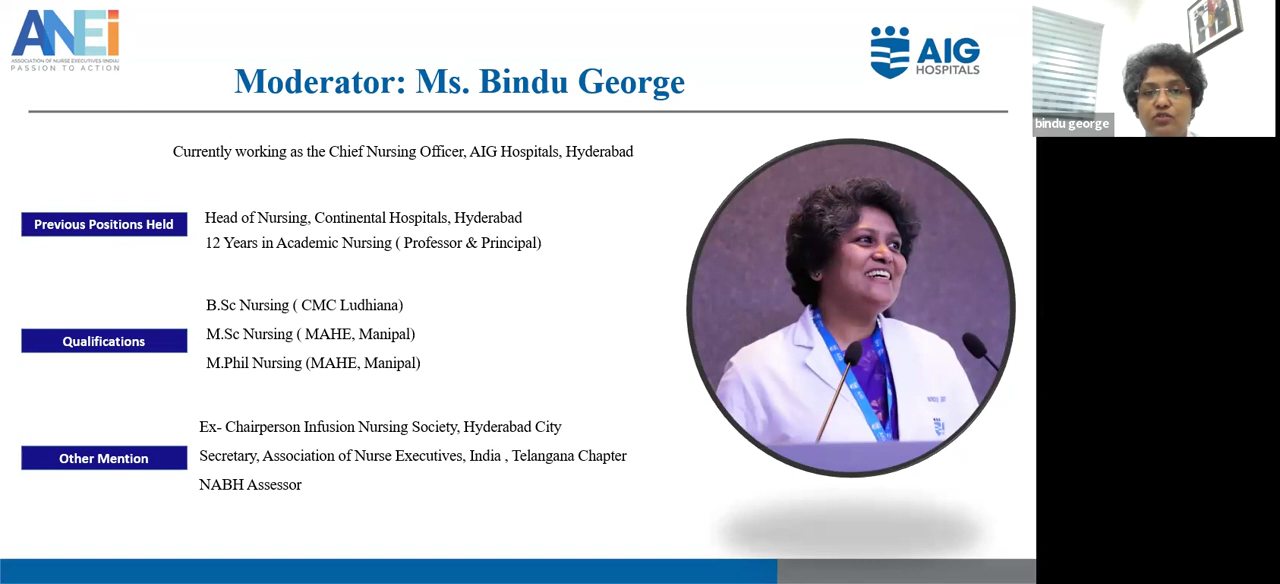 ANEi
ASSOCIATION OF NURSE EXECUTIVES (INDIA)
PASSION TO ACTION
AIG
HOSPITALS
Moderator: Ms. Bindu George
bindu george
Currently working as the Chief Nursing Officer, AIG Hospitals, Hyderabad
Previous Positions Held
Head of Nursing, Continental Hospitals, Hyderabad
12 Years in Academic Nursing ( Professor & Principal)
Qualifications
B.Sc Nursing ( CMC Ludhiana)
M.Sc Nursing ( MAHE, Manipal)
M.Phil Nursing (MAHE, Manipal)
Other Mention
Ex- Chairperson Infusion Nursing Society, Hyderabad City
Secretary, Association of Nurse Executives, India , Telangana Chapter
NABH Assessor